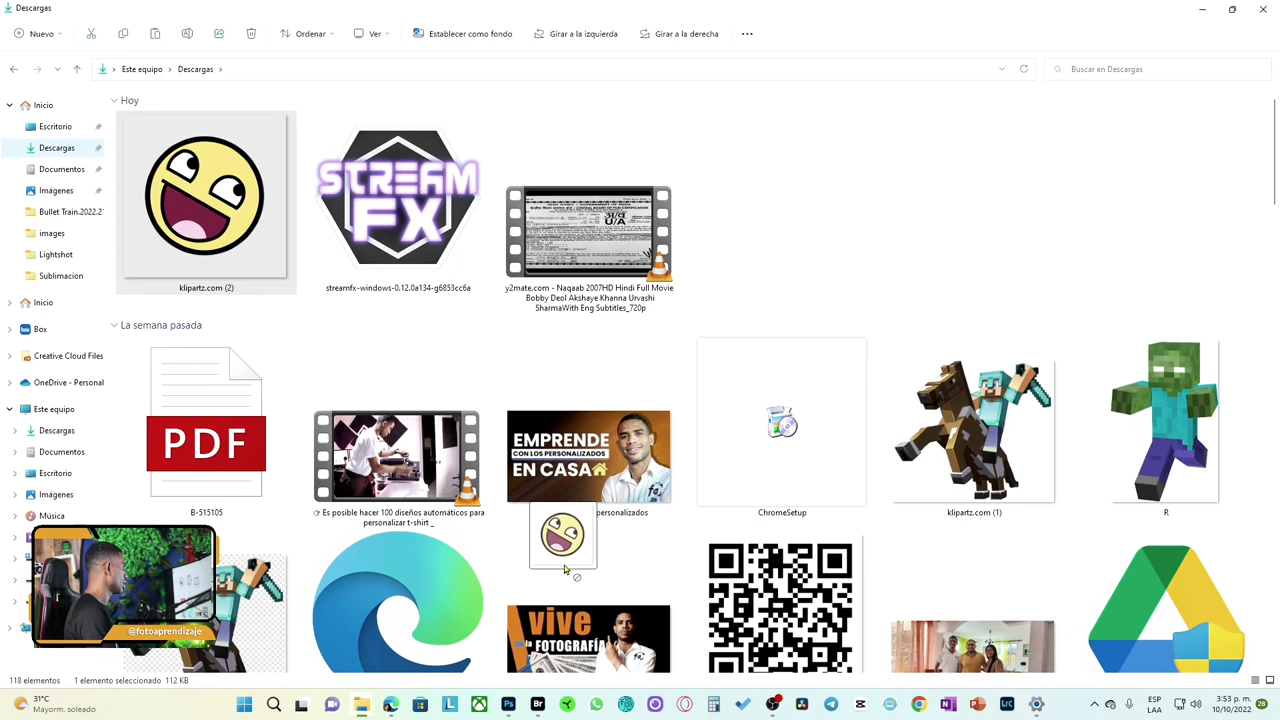 Descargas
Nuevo
Ordenar
Ver
Establecer como fondo
Girar a la izquierda
Girar a la derecha
Este equipo > Descargas >
Buscar en Descargas
Inicio
Escritorio
Descargas
Documentos
Imágenes
Bullet Train.2022.2
images
Lightshot
Sublimacion
Inicio
Box
Creative Cloud Files
OneDrive - Personal
Este equipo
Descargas
Documentos
Escritorio
Imágenes
Música
Hoy
STREAM
FX
अ/त
U/A
klipartz.com (2)
streamfx-windows-0.12.0a134-g6853cc6a
y2mate.com - Naqaab 2007HD Hindi Full Movie
Bobby Deol Akshaye Khanna Urvashi
SharmaWith Eng Subtitles_720p
La semana pasada
PDF
EMPRENDE
CON LOS PERSONALIZADOS
EN CASA
B-515105
Es posible hacer 100 diseños automáticos para
personalizar t-shirt _
personalizados
ChromeSetup
klipartz.com (1)
R
vive
la FOTOGRAFÍA
@fotoaprendizaje
118 elementos
1 elemento seleccionado 112 KB
31°C
Mayorm. soleado
Ps
Br
L
N
P
Lrc
ESP
LAA
3:53 p. m.
10/10/2022